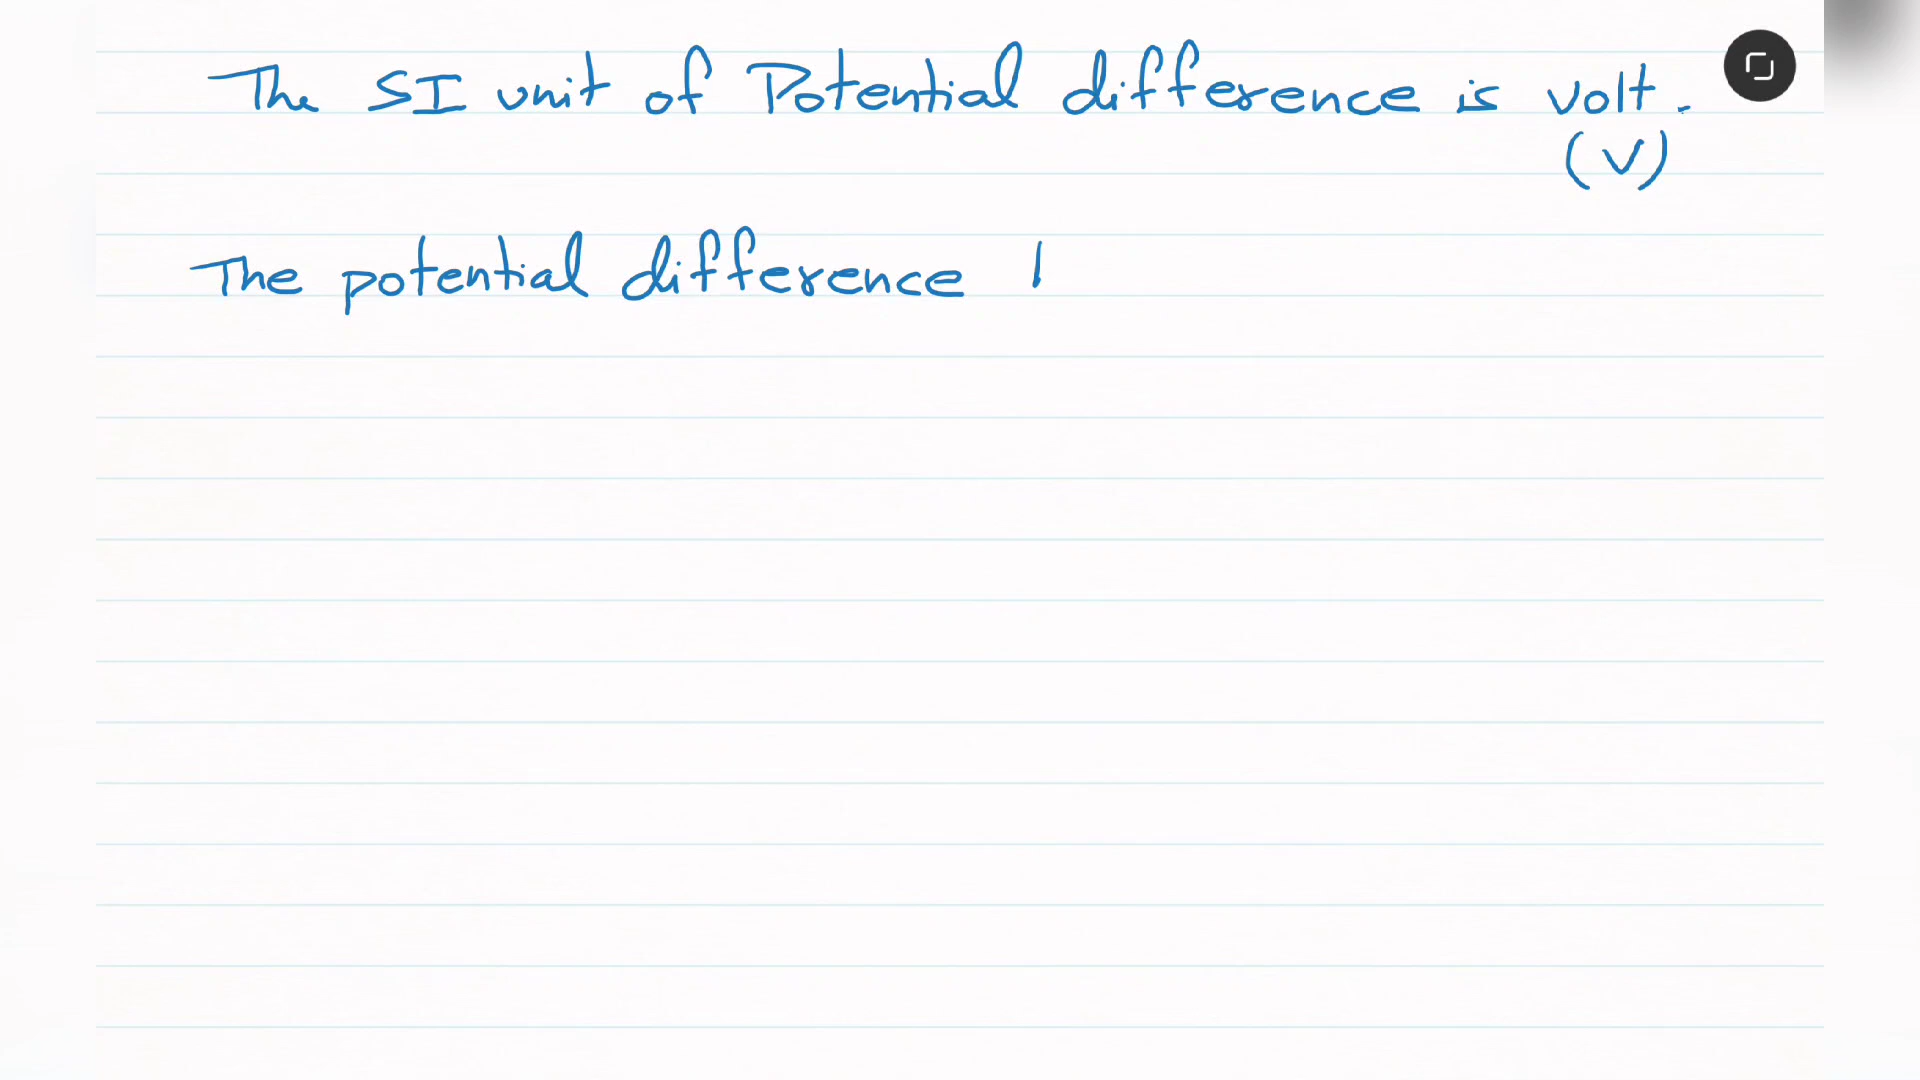 The SI unit of Potential difference is volt.
(V)
The potential difference